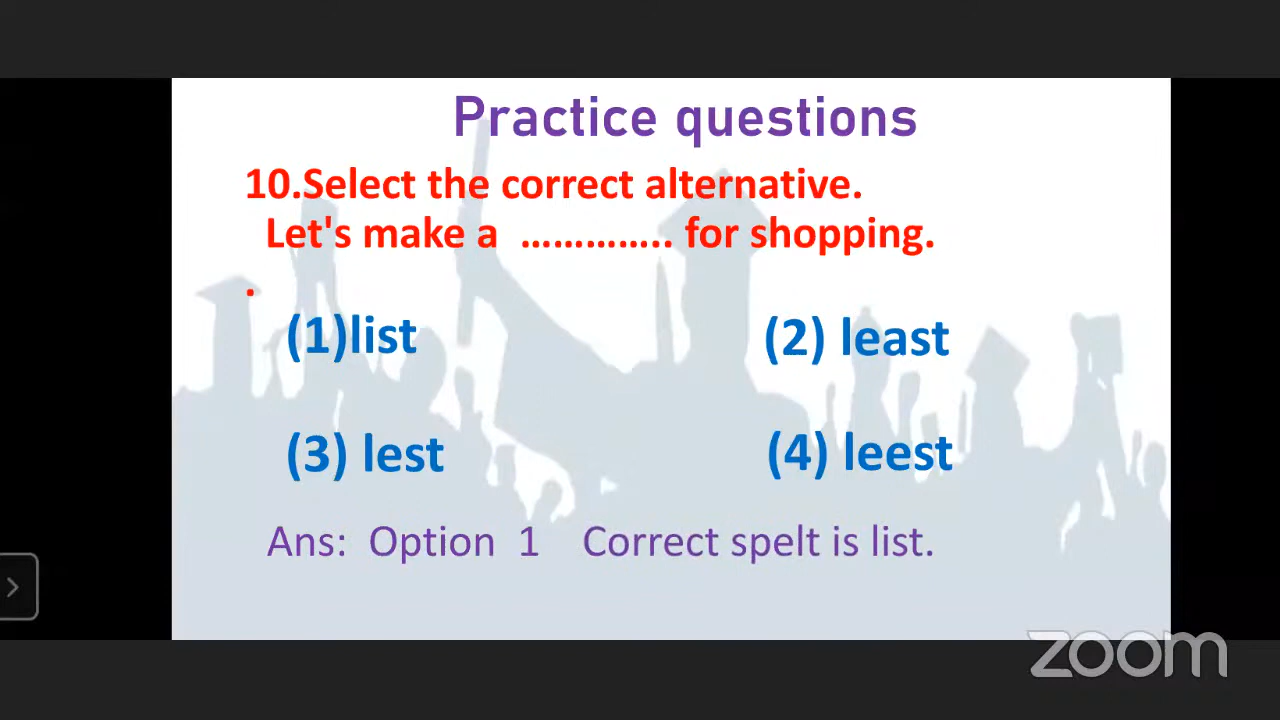 Practice questions
10.Select the correct alternative.
Let's make a ………….. for shopping.
.
(1)list (2) least
(3) lest (4) leest
Ans: Option 1 Correct spelt is list.
zoom